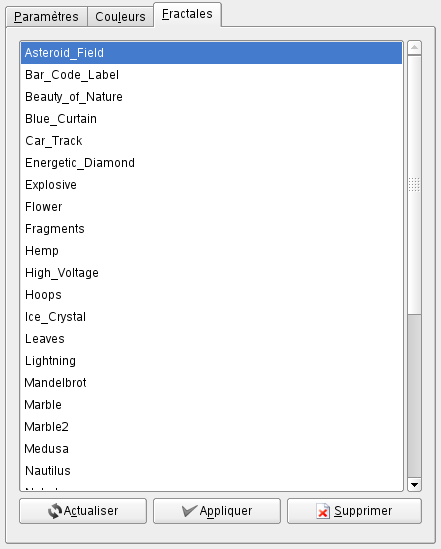 Paramètres Couleurs Fractales
Asteroid_Field
Bar_Code_Label
Beauty_of_Nature
Blue_Curtain
Car_Track
Energetic_Diamond
Explosive
Flower
Fragments
Hemp
High_Voltage
Hoops
Ice_Crystal
Leaves
Lightning
Mandelbrot
Marble
Marble2
Medusa
Nautilus
Actualiser Appliquer Supprimer